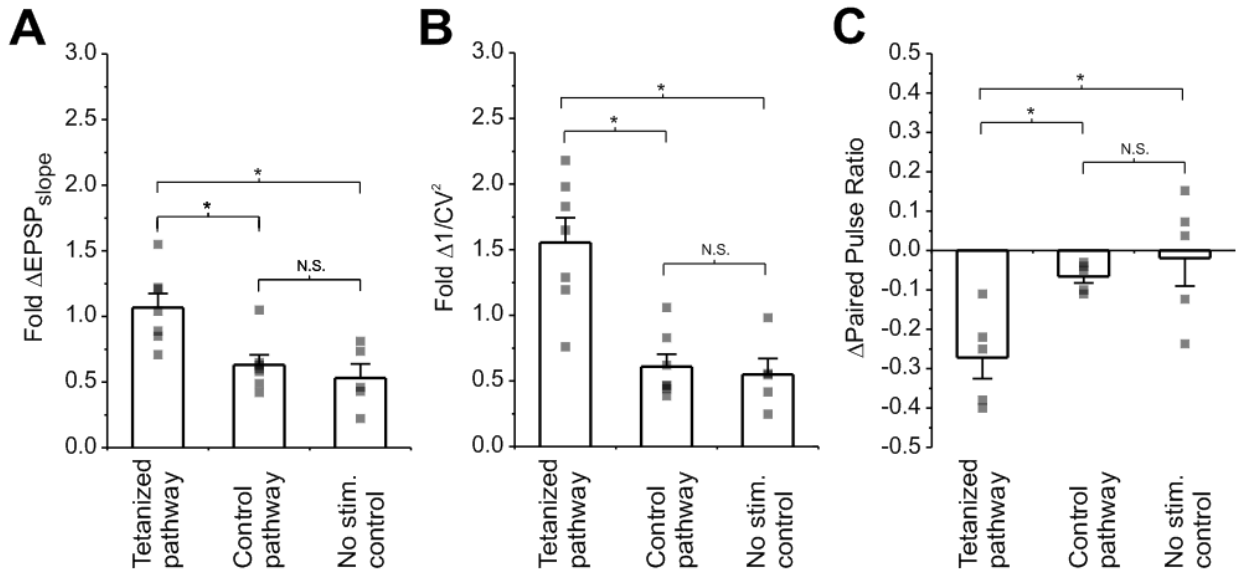 A
Fold ΔEPSPslope
3.0
2.5
2.0
1.5
1.0
0.5
0.0
*
*
N.S.
Tetanized pathway
Control pathway
No stim. control
B
Fold Δ1/CV²
3.0
2.5
2.0
1.5
1.0
0.5
0.0
*
*
N.S.
Tetanized pathway
Control pathway
No stim. control
C
ΔPaired Pulse Ratio
0.5
0.4
0.3
0.2
0.1
0.0
-0.1
-0.2
-0.3
-0.4
-0.5
*
*
N.S.
Tetanized pathway
Control pathway
No stim. control